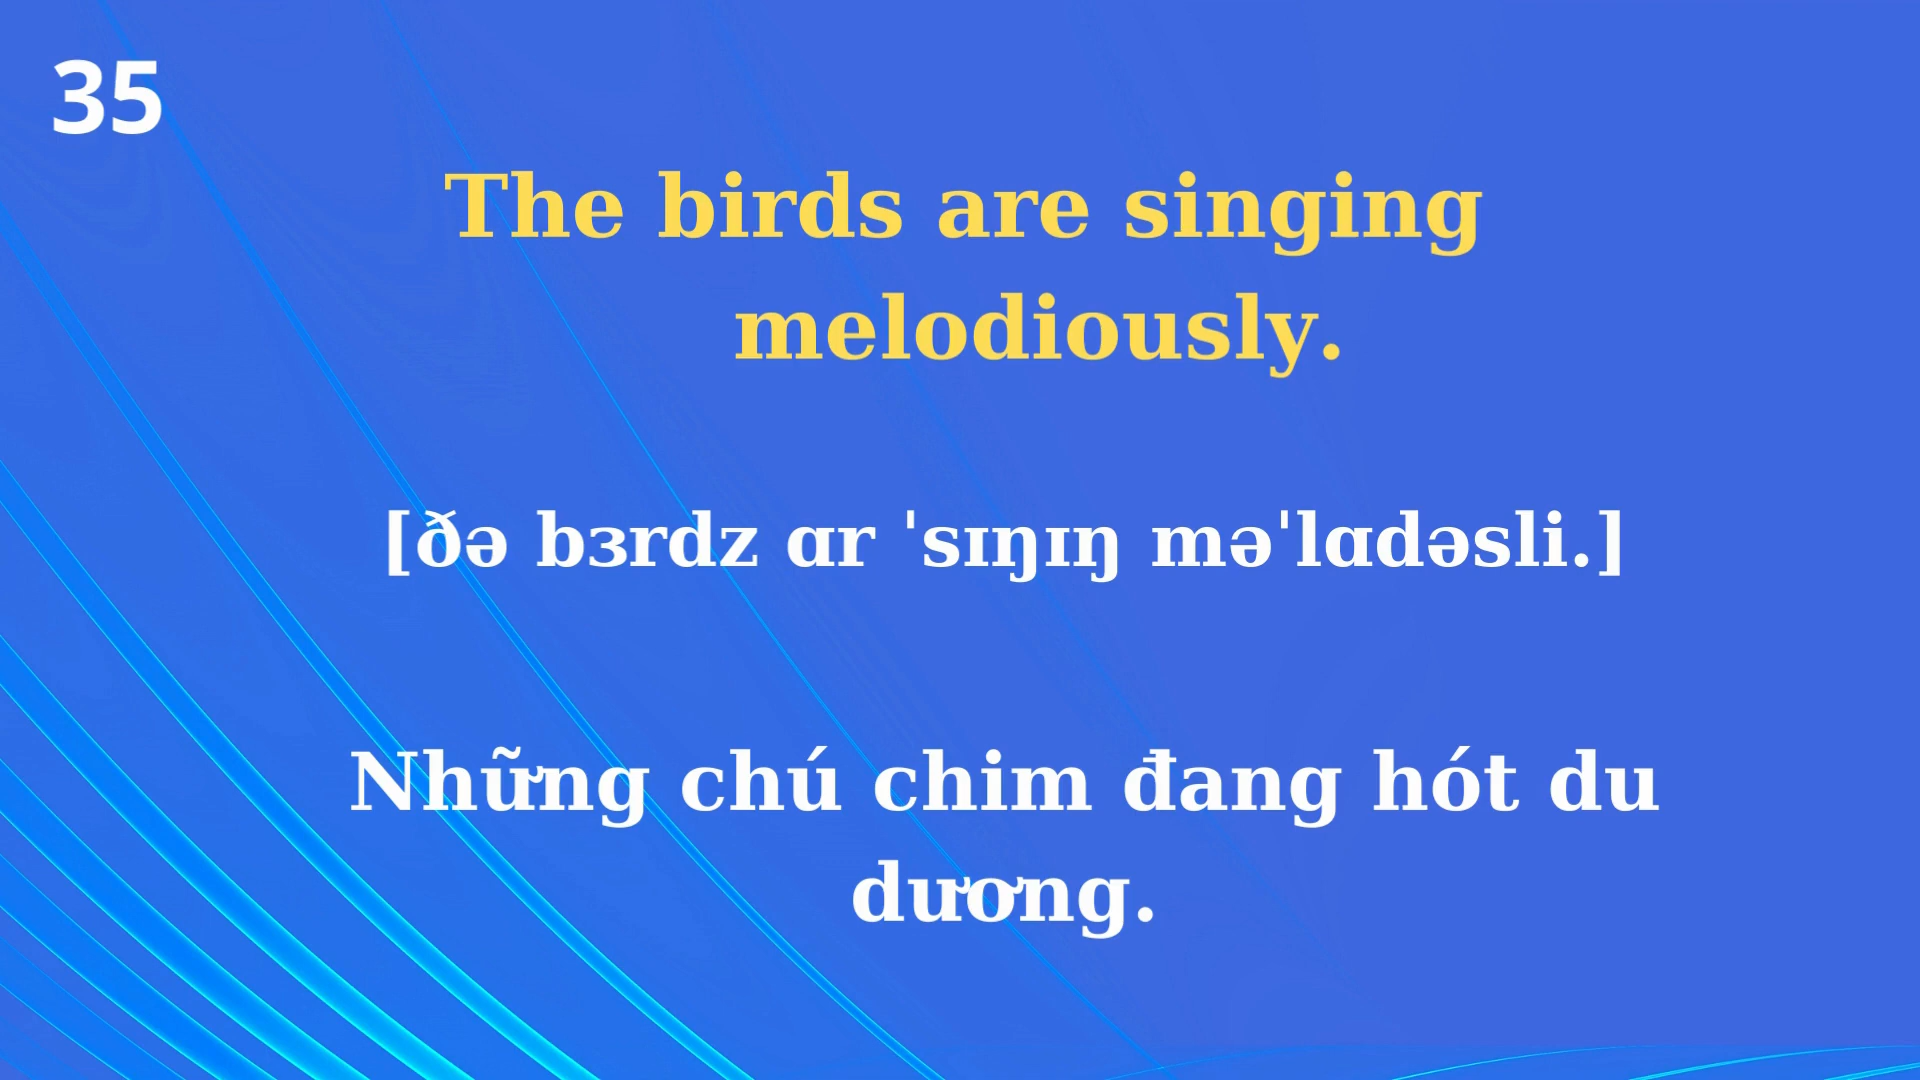 35
The birds are singing
melodiously.
[ðə bɜrdz ɑr ˈsɪŋɪŋ məˈlɑdəsli.]
Những chú chim đang hót du
dương.